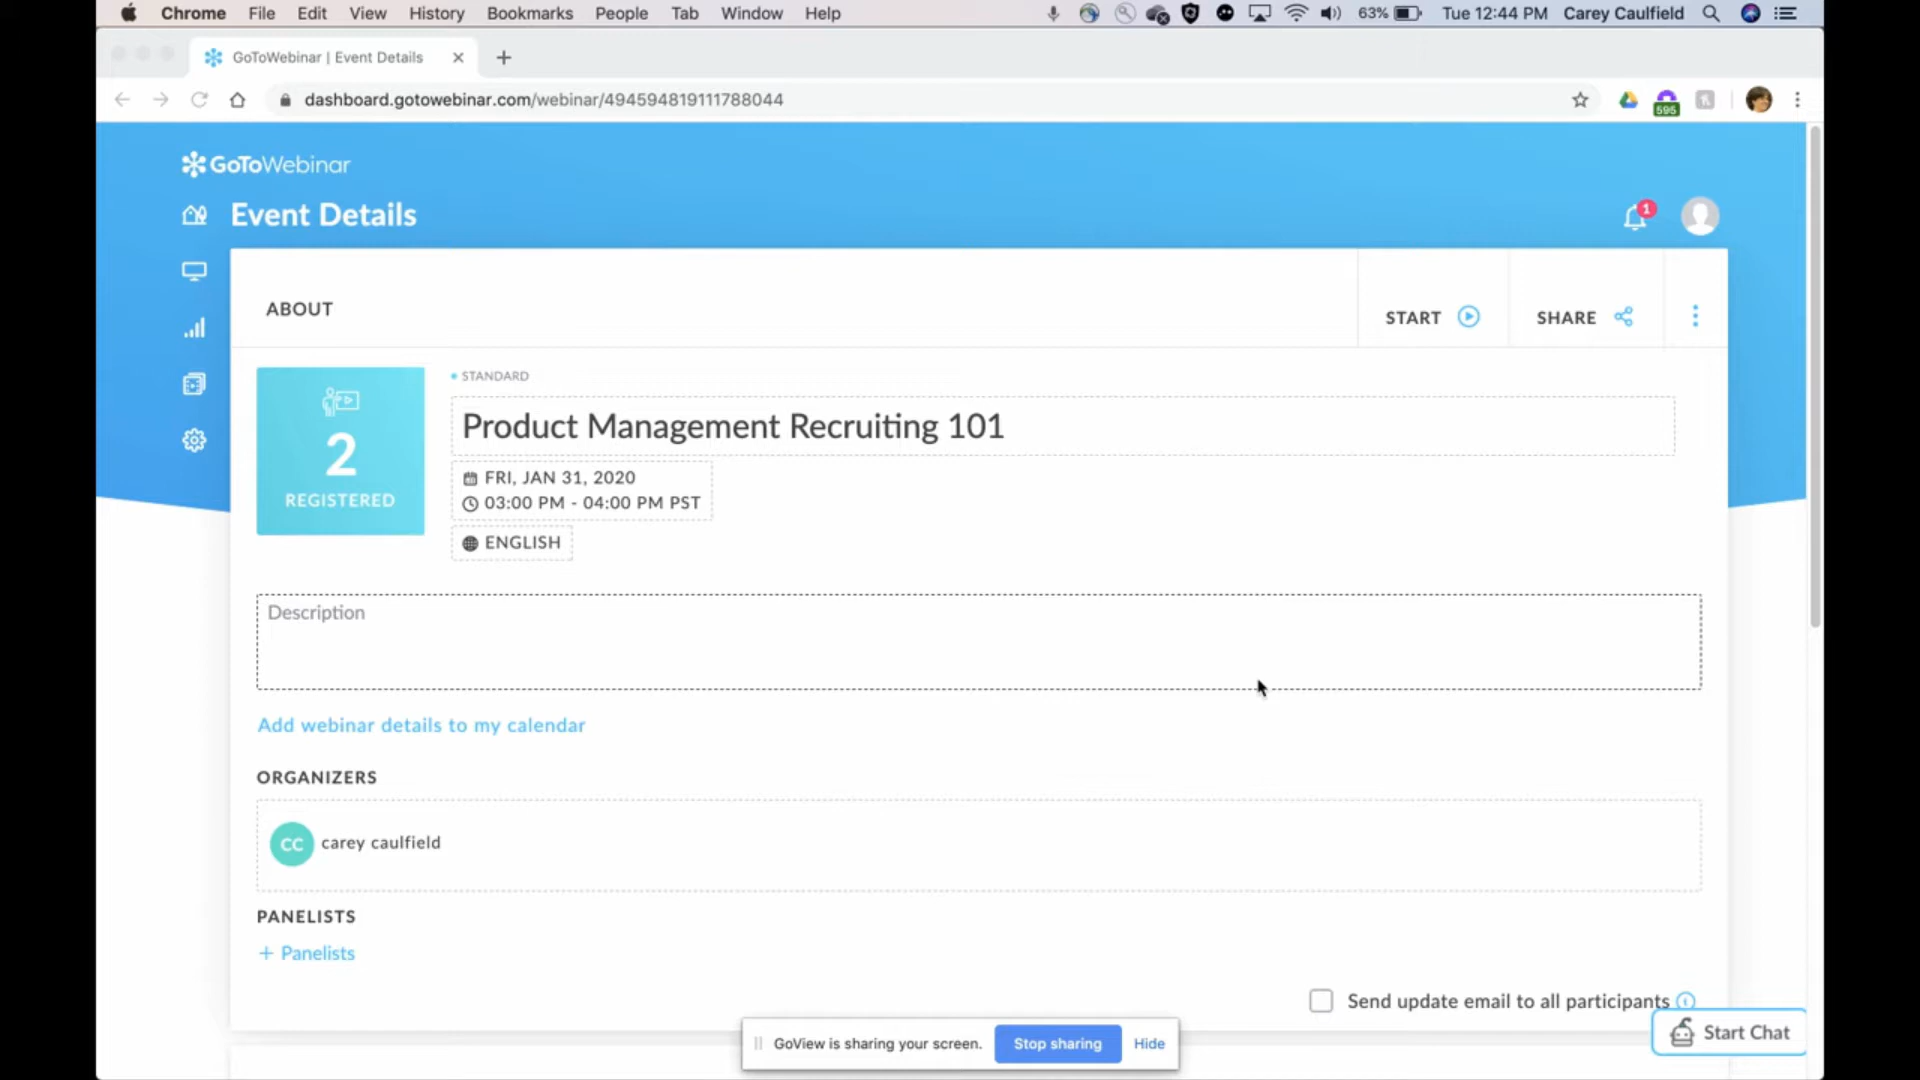 Chrome File Edit View History Bookmarks People Tab Window Help 63% Tue 12:44 PM Carey Caulfield
GoToWebinar | Event Details
dashboard.gotowebinar.com/webinar/494594819111788044
595
GoToWebinar
Event Details
1
ABOUT
START
SHARE
2
REGISTERED
STANDARD
Product Management Recruiting 101
FRI, JAN 31, 2020
03:00 PM - 04:00 PM PST
ENGLISH
Description
Add webinar details to my calendar
ORGANIZERS
CC carey caulfield
PANELISTS
+ Panelists
Send update email to all participants
GoView is sharing your screen. Stop sharing Hide
Start Chat